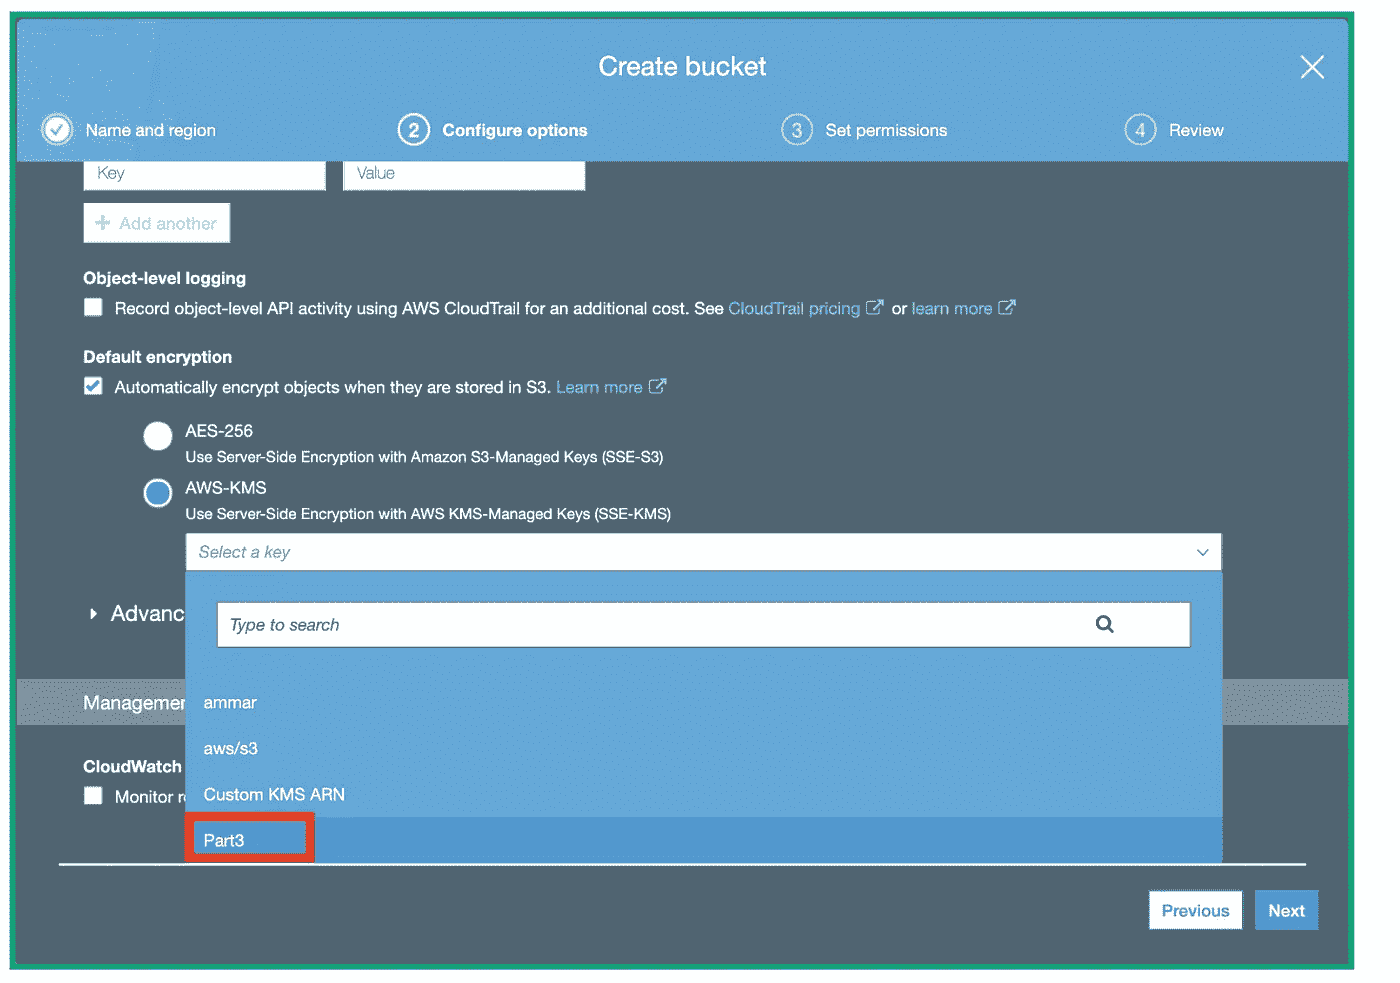 Create bucket
Name and region
2 Configure options
3 Set permissions
4 Review
Key Value
+ Add another
Object-level logging
Record object-level API activity using AWS CloudTrail for an additional cost. See CloudTrail pricing or learn more
Default encryption
Automatically encrypt objects when they are stored in S3. Learn more
AES-256
Use Server-Side Encryption with Amazon S3-Managed Keys (SSE-S3)
AWS-KMS
Use Server-Side Encryption with AWS KMS-Managed Keys (SSE-KMS)
Select a key
Advanc
Type to search
Managemen
ammar
aws/s3
CloudWatch
Monitor r
Custom KMS ARN
Part3
Previous Next